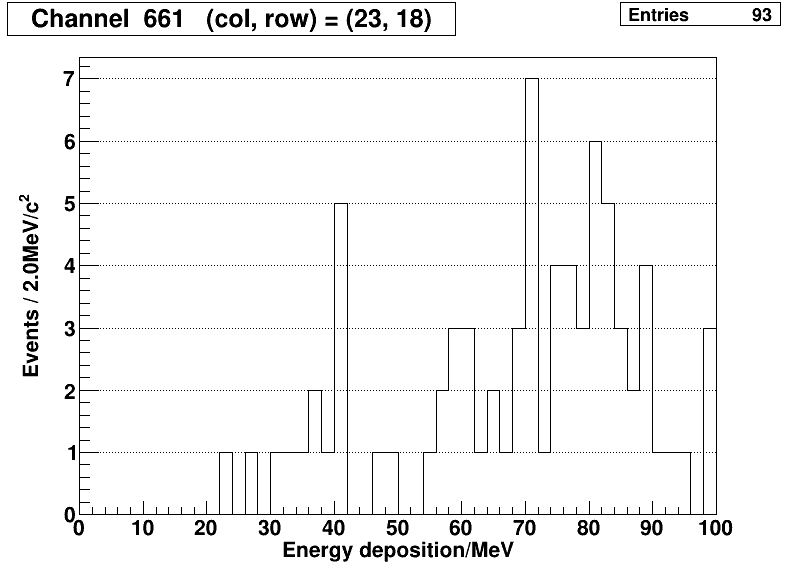 Channel  661   (col, row) = (23, 18)
Entries 93
7
6
5
4
3
2
1
0
Events / 2.0MeV/c²
0 10 20 30 40 50 60 70 80 90 100
Energy deposition/MeV